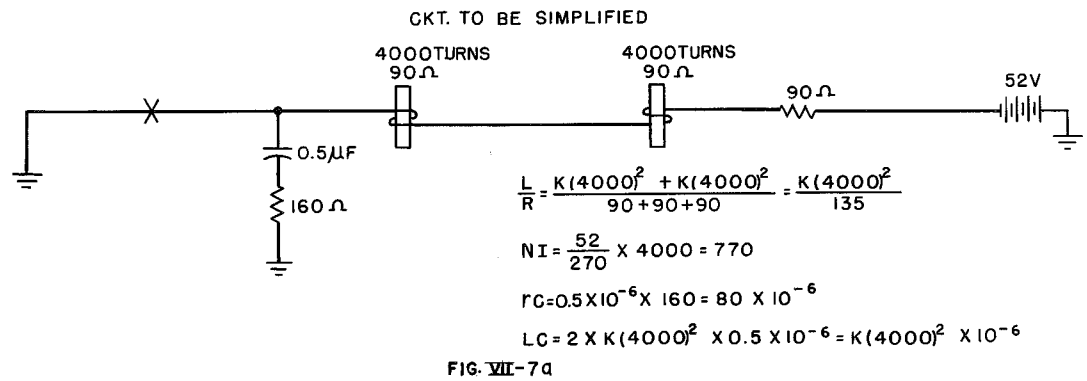 CKT. TO BE SIMPLIFIED
4000TURNS
90Ω
4000TURNS
90Ω
90Ω
52V
0.5μF
160Ω
L/R = K(4000)² + K(4000)² / 90+90+90 = K(4000)² / 135
NI = 52/270 X 4000 = 770
rC=0.5X10⁻⁶X 160 = 80 X 10⁻⁶
LC= 2 X K(4000)² X 0.5 X 10⁻⁶ = K(4000)² X 10⁻⁶
FIG. VII-7a